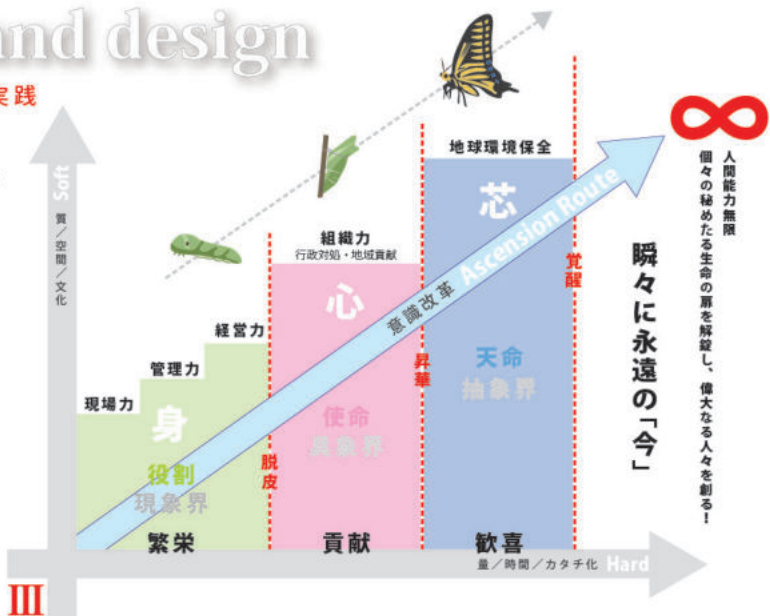 and design
実践
Soft
質／空間／文化
現場力
管理力
経営力
身
役割
現象界
繁栄
脱皮
組織力
行政対処・地域貢献
心
使命
具象界
貢献
昇華
地球環境保全
芯
天命
抽象界
歓喜
覚醒
意識改革 Ascension Route
量／時間／カタチ化 Hard
人間能力無限
個々の秘めたる生命の扉を解錠し、偉大なる人々を創る！
瞬々に永遠の「今」
III